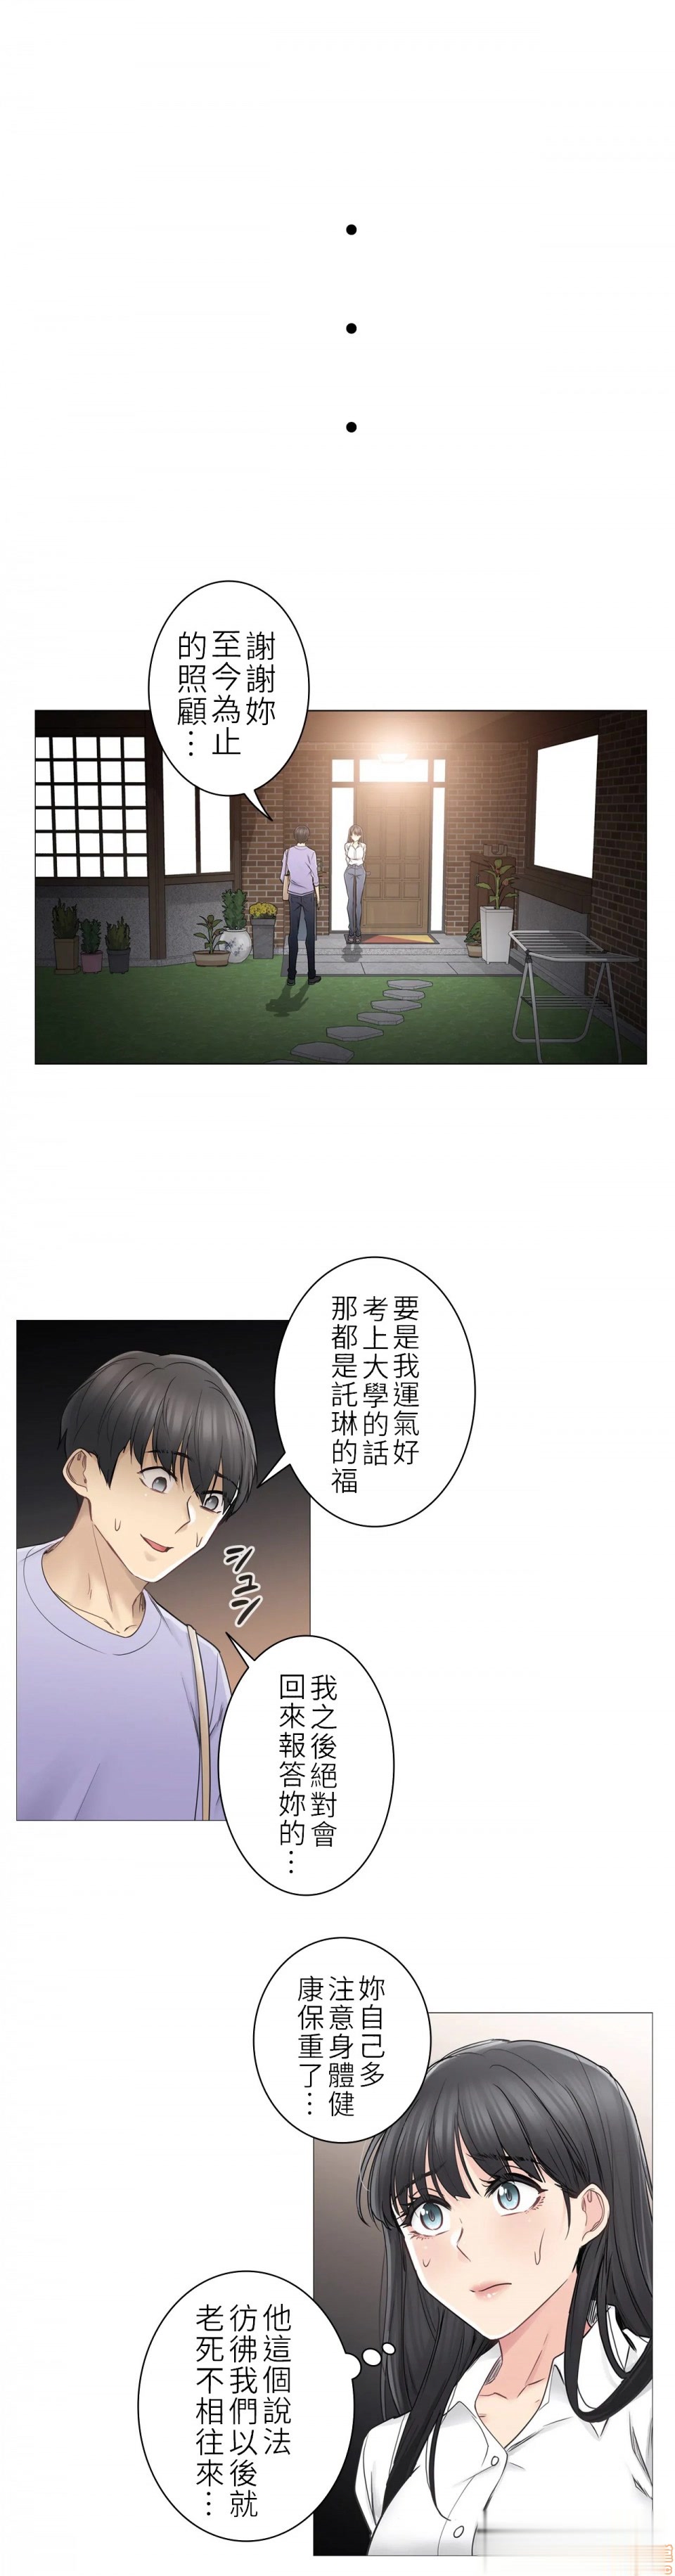 謝謝妳
至今為止
的照顧…
要是我運氣好
考上大學的話
那都是託琳的福
シュン
我之後絕對會
回來報答妳的…
妳自己多
注意身體健
康保重了…
他這個說法
彷彿我們以後就
老死不相往來…